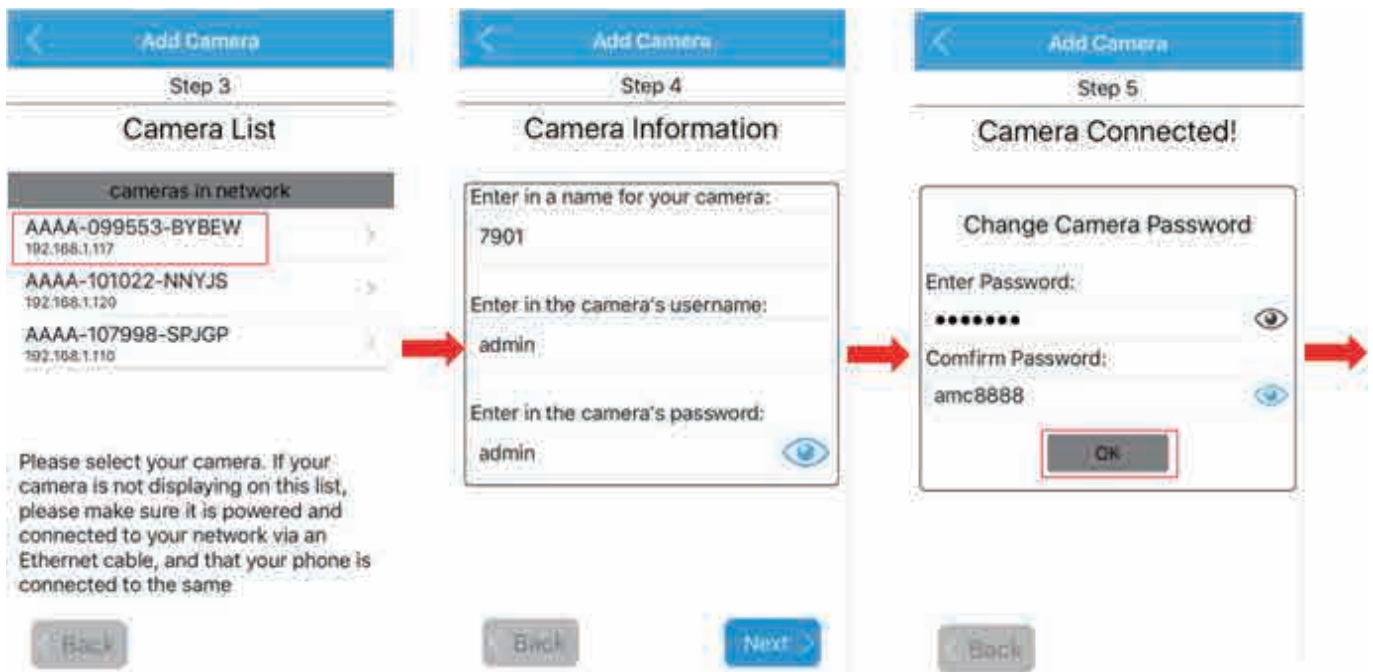 Add Camera
Step 3
Camera List
cameras in network
AAAA-099553-BYBEW
192.168.1.117
AAAA-101022-NNYJS
192.168.1.120
AAAA-107998-SPJGP
192.168.1.110
Please select your camera. If your
camera is not displaying on this list,
please make sure it is powered and
connected to your network via an
Ethernet cable, and that your phone is
connected to the same
Back
Add Camera
Step 4
Camera Information
Enter in a name for your camera:
7901
Enter in the camera's username:
admin
Enter in the camera's password:
admin
Back
Next
Add Camera
Step 5
Camera Connected!
Change Camera Password
Enter Password:
•••••••
Comfirm Password:
amc8888
OK
Back